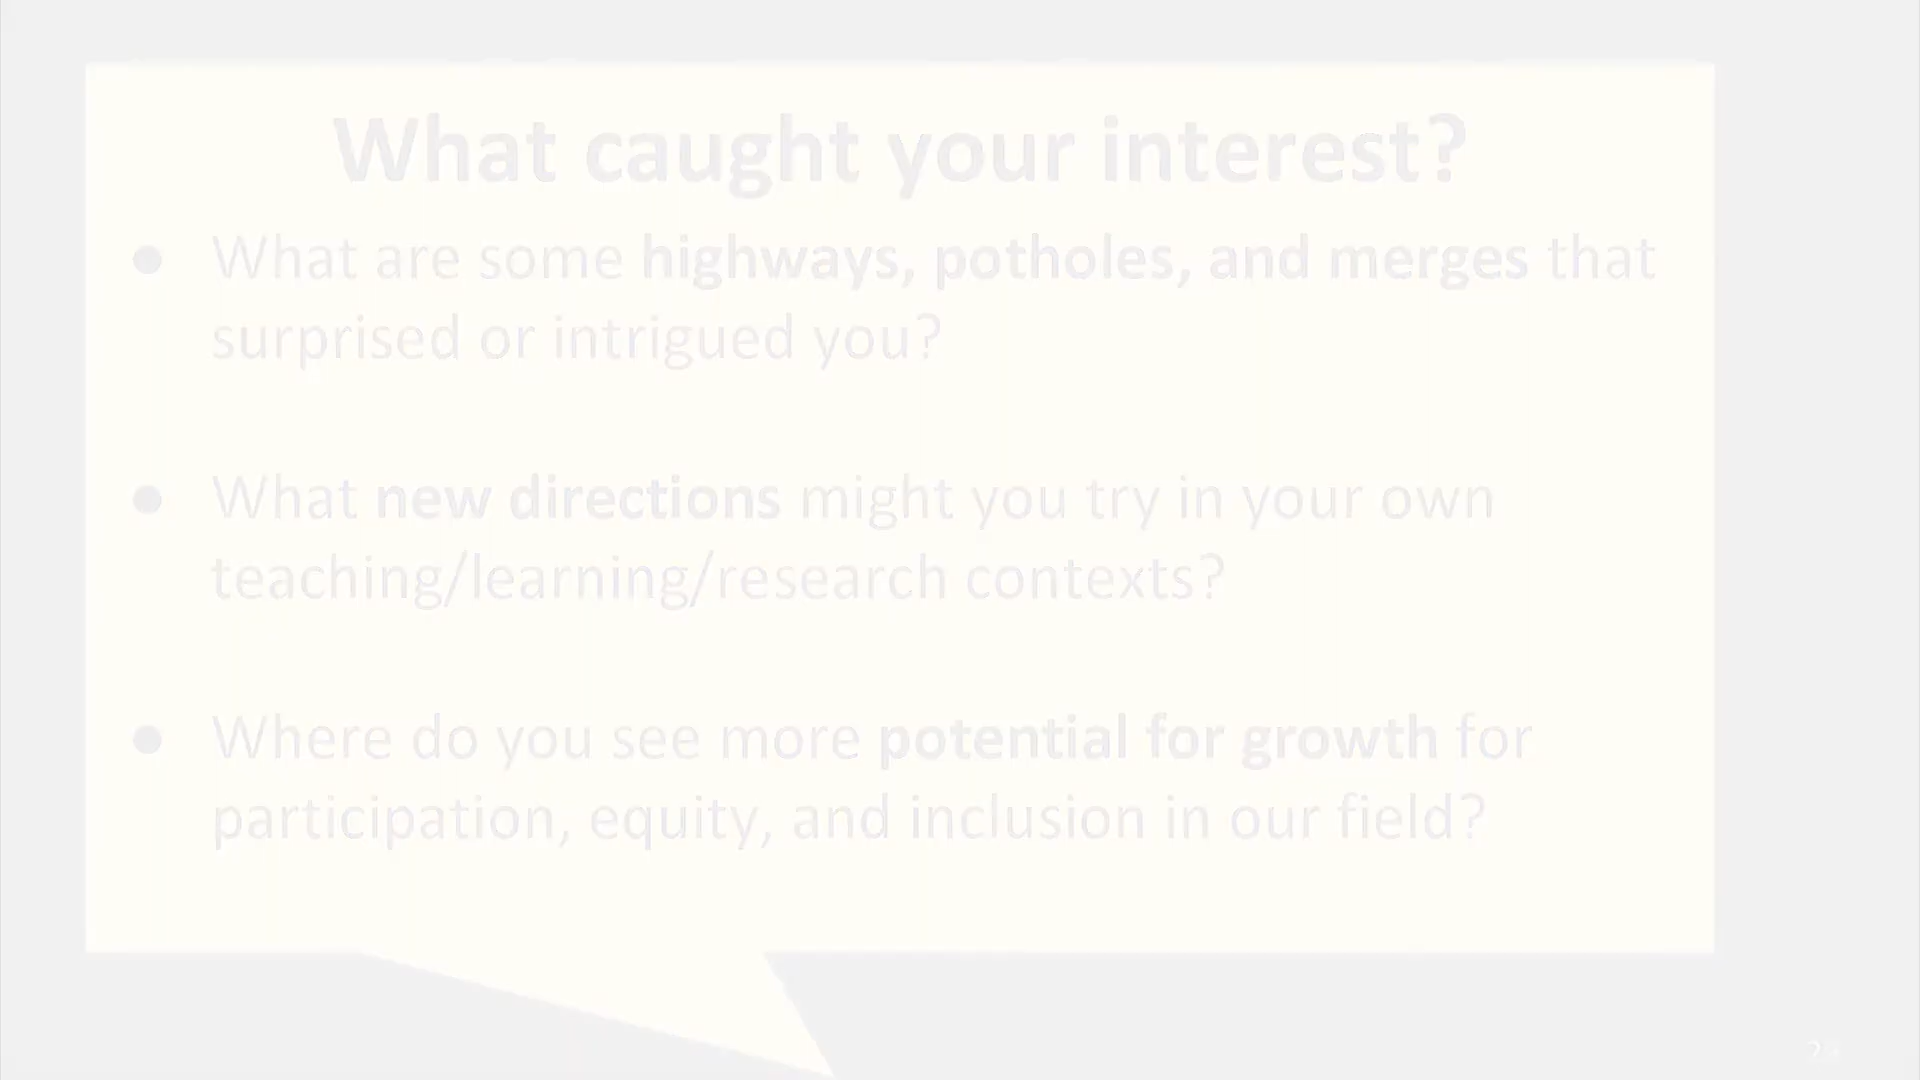 What caught your interest?
● What are some highways, potholes, and merges that
surprised or intrigued you?
● What new directions might you try in your own
teaching/learning/research contexts?
● Where do you see more potential for growth for
participation, equity, and inclusion in our field?